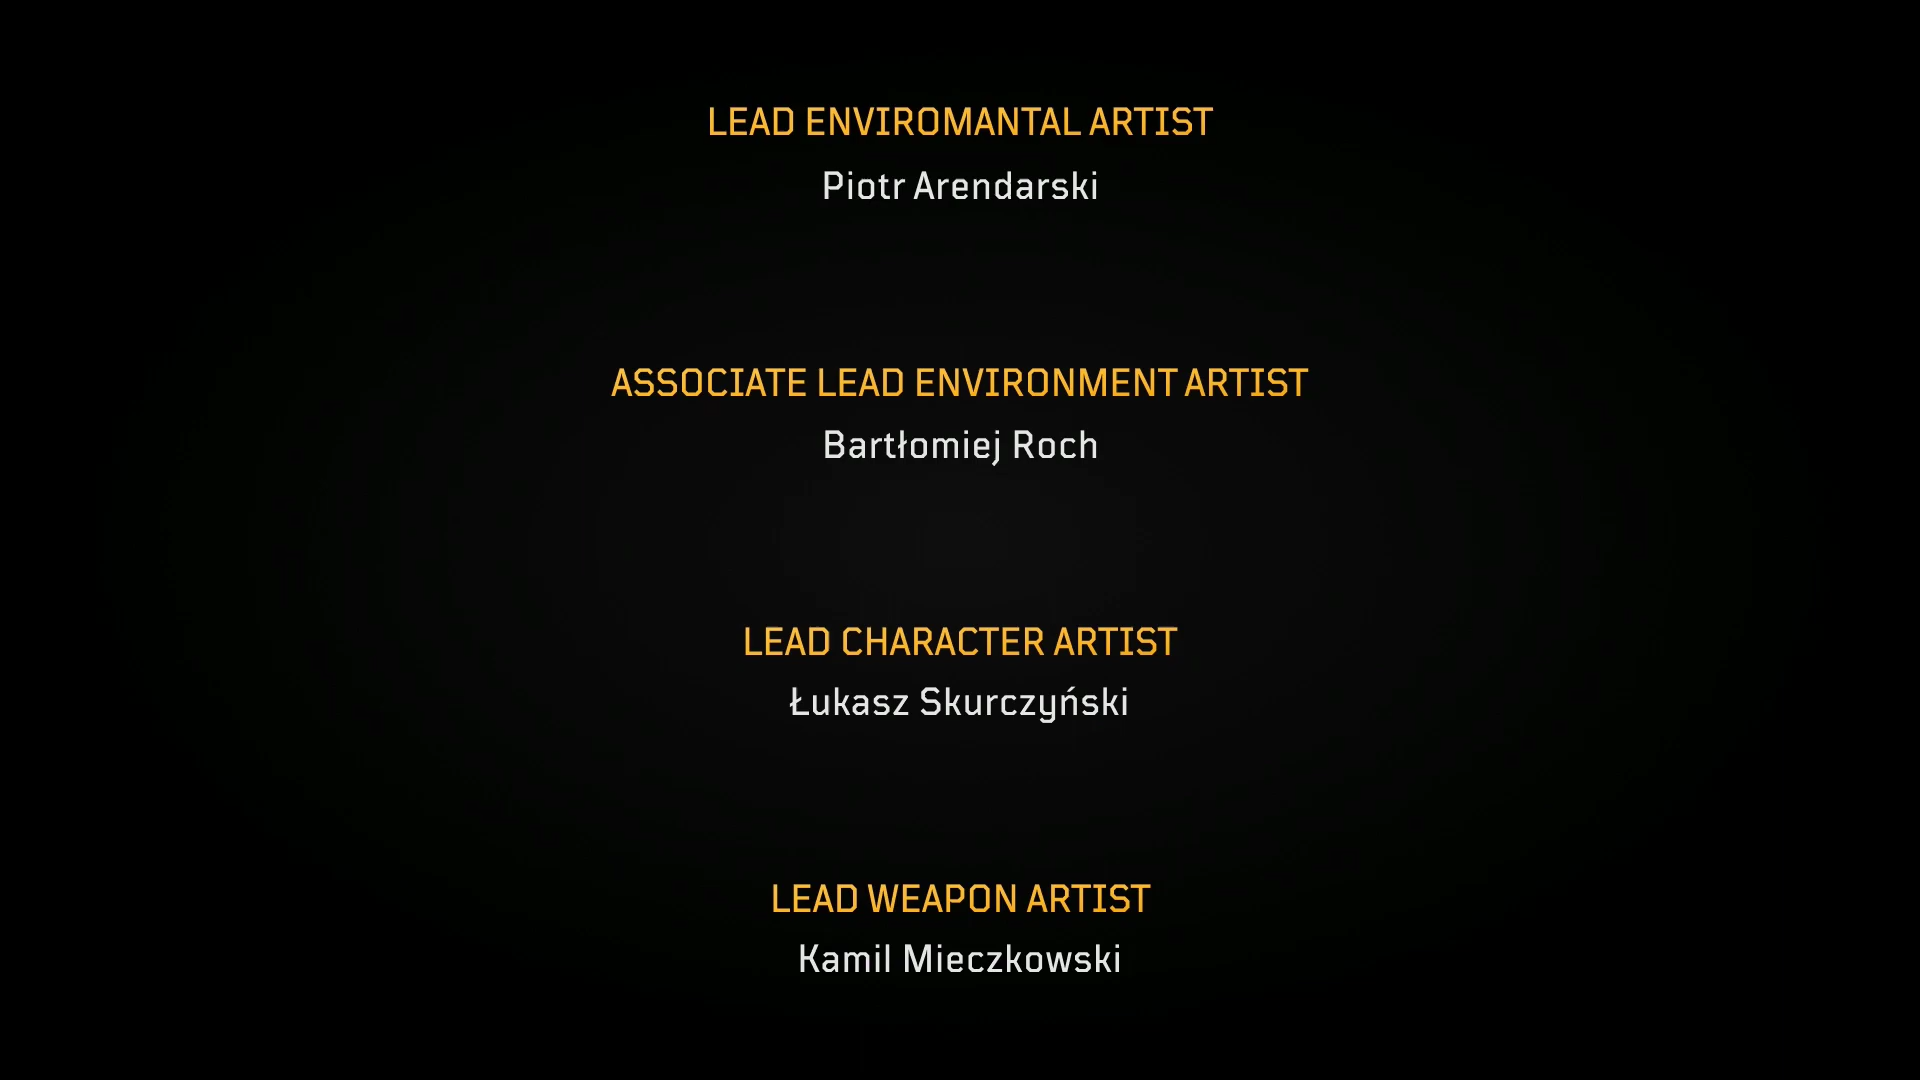 LEAD ENVIROMANTAL ARTIST
Piotr Arendarski
ASSOCIATE LEAD ENVIRONMENT ARTIST
Bartłomiej Roch
LEAD CHARACTER ARTIST
Łukasz Skurczyński
LEAD WEAPON ARTIST
Kamil Mieczkowski